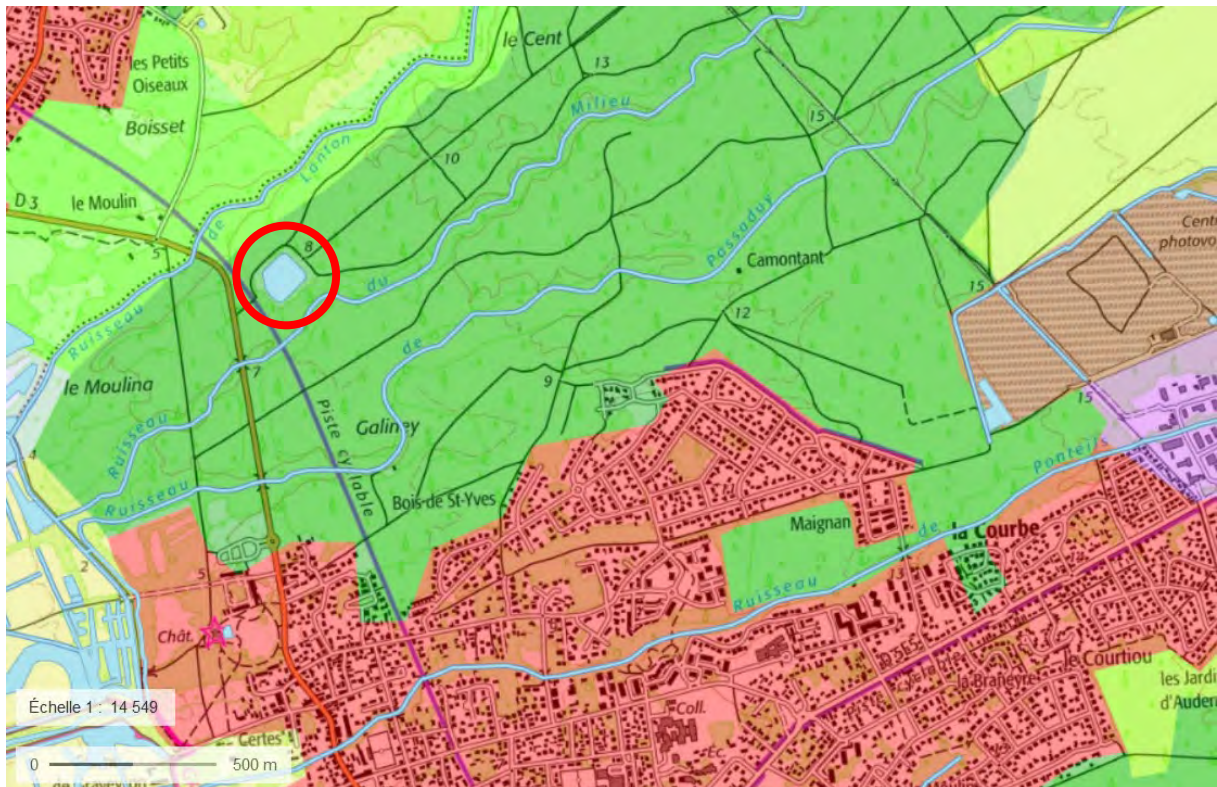 les Petits
Oiseaux
Boisset
le Cent
13
10
15
D 3
le Moulin
5
8
Ruisseau de Lanton
Ruisseau du Milieu
Ruisseau de Passaduy
Camontant
15
photovo
12
le Moulina
7
9
15
Galiney
Piste cyclable
Bois de St-Yves
Maignan
la Courbe
Ruisseau de Ponteils
4
2
5
Chât.
le Courtiou
la Braneyre
les Jardi
d'Auden
Coll.
Certes
Échelle 1 : 14 549
0
500 m